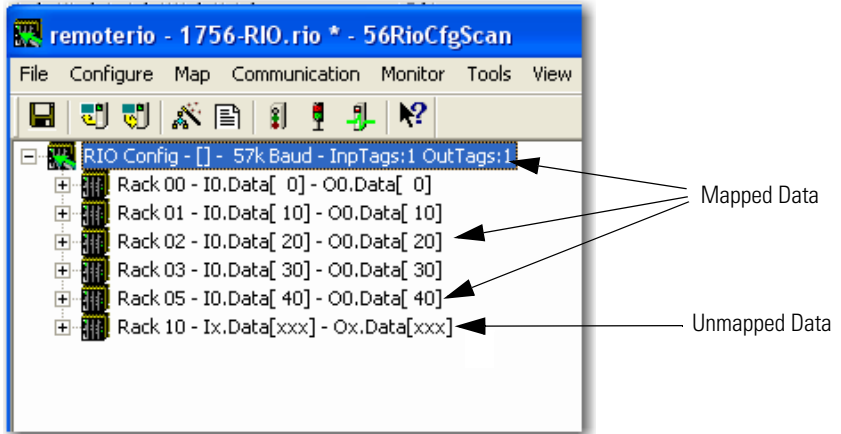 remoterio - 1756-RIO.rio * - 56RioCfgScan
File Configure Map Communication Monitor Tools View
RIO Config - [] - 57k Baud - InpTags:1 OutTags:1
Rack 00 - I0.Data[ 0] - O0.Data[ 0]
Rack 01 - I0.Data[ 10] - O0.Data[ 10]
Rack 02 - I0.Data[ 20] - O0.Data[ 20]
Rack 03 - I0.Data[ 30] - O0.Data[ 30]
Rack 05 - I0.Data[ 40] - O0.Data[ 40]
Rack 10 - Ix.Data[xxx] - Ox.Data[xxx]
Mapped Data
Unmapped Data